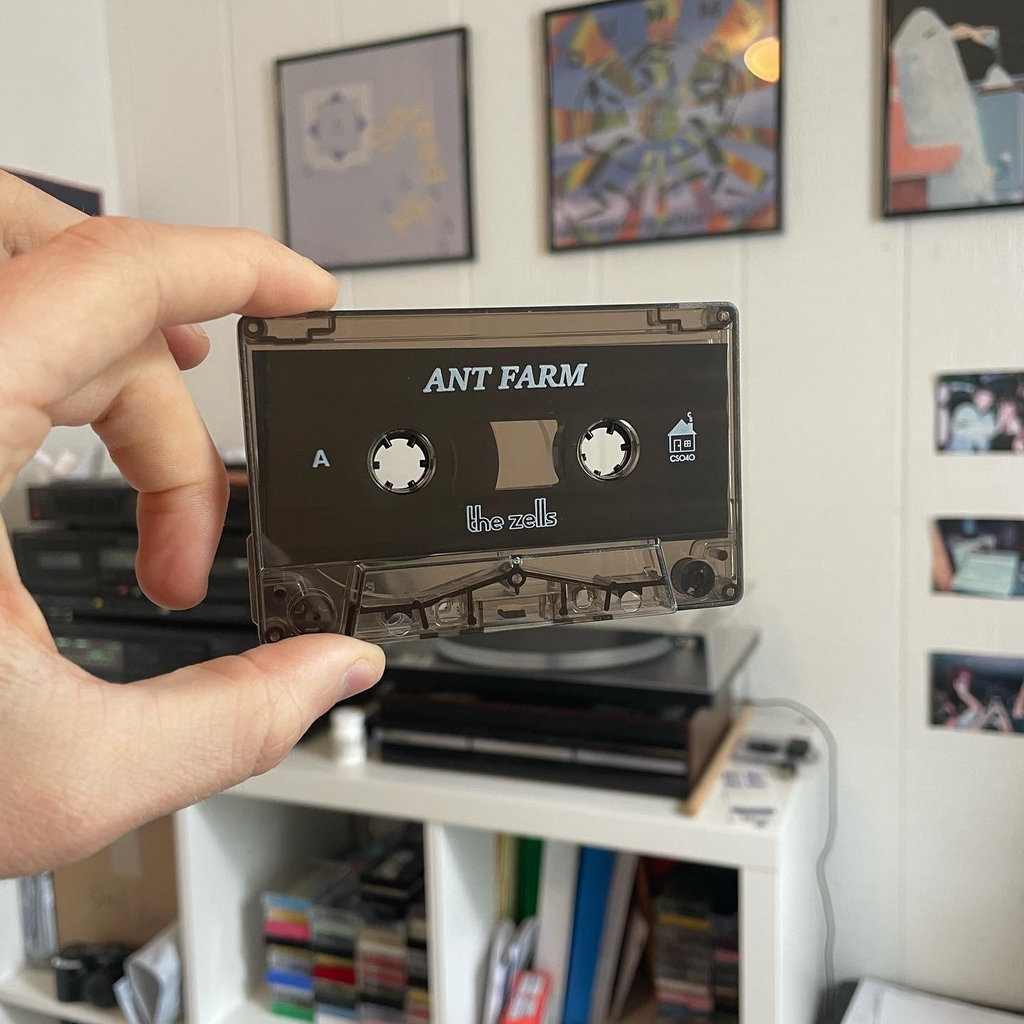 ANT FARM
A
CS040
the zells